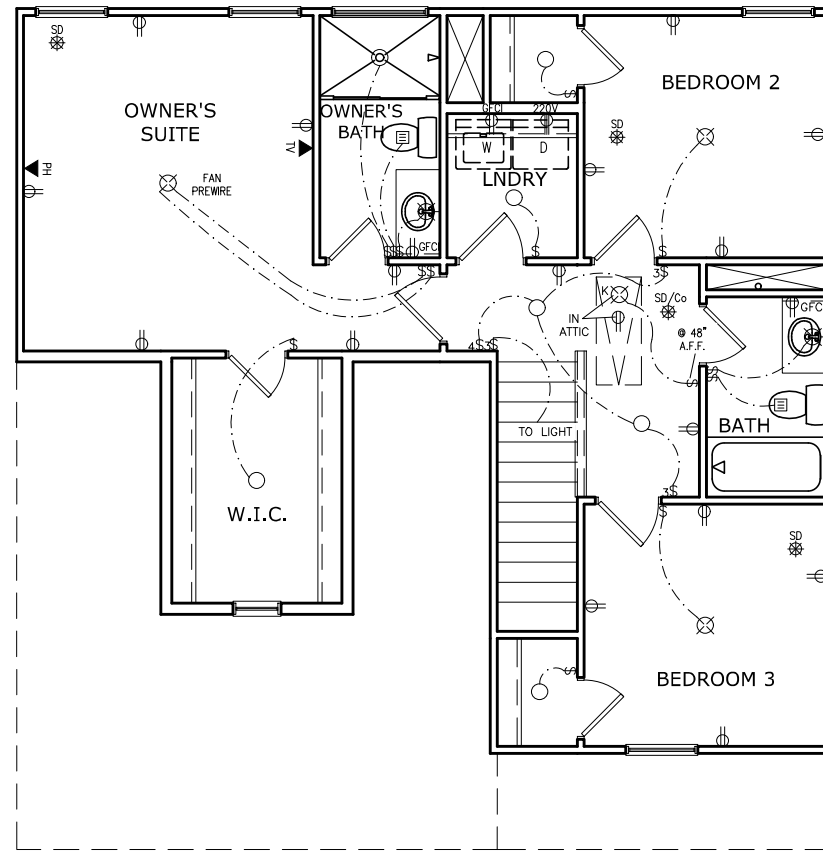 SD
OWNER'S
SUITE
PH
TV
FAN
PREWIRE
OWNER'S
BATH
GFCI
GFCI
220V
W
D
LNDRY
SD
BEDROOM 2
$
$
$
$$$
$$
$
3$
K
SD/Co
IN
ATTIC
@ 48"
A.F.F.
GFCI
$
4$3$
$
$$
BATH
TO LIGHT
W.I.C.
3$
$
SD
BEDROOM 3
$